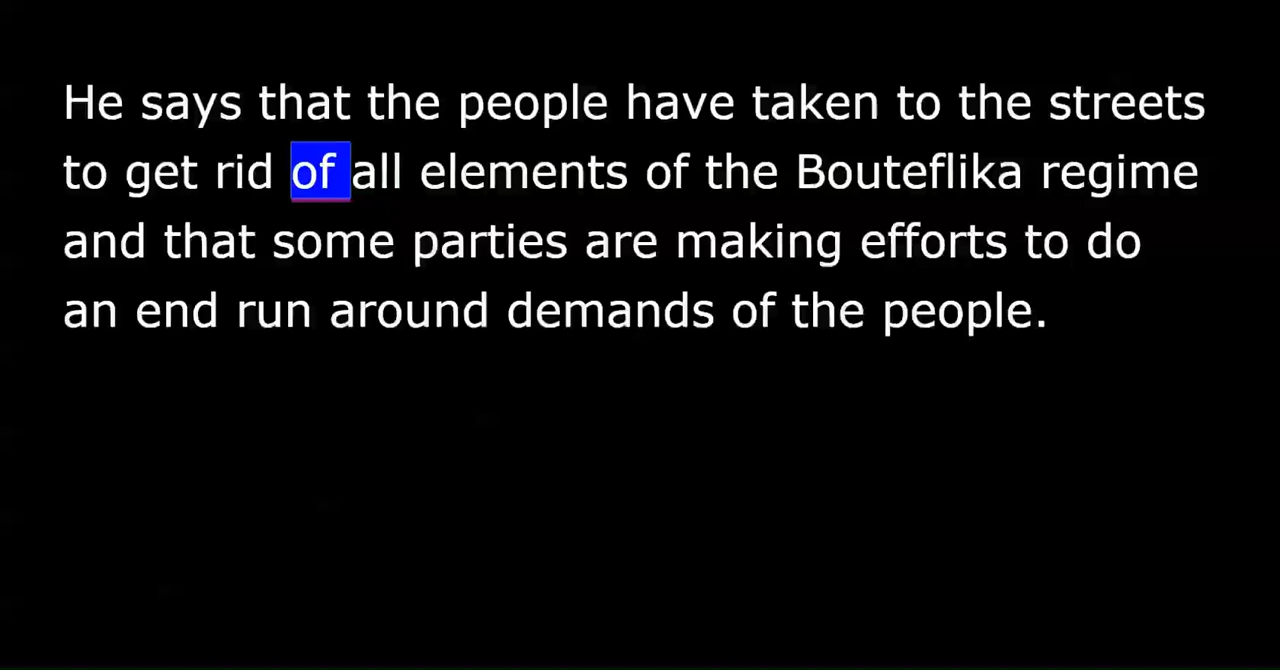 He says that the people have taken to the streets
to get rid of all elements of the Bouteflika regime
and that some parties are making efforts to do
an end run around demands of the people.